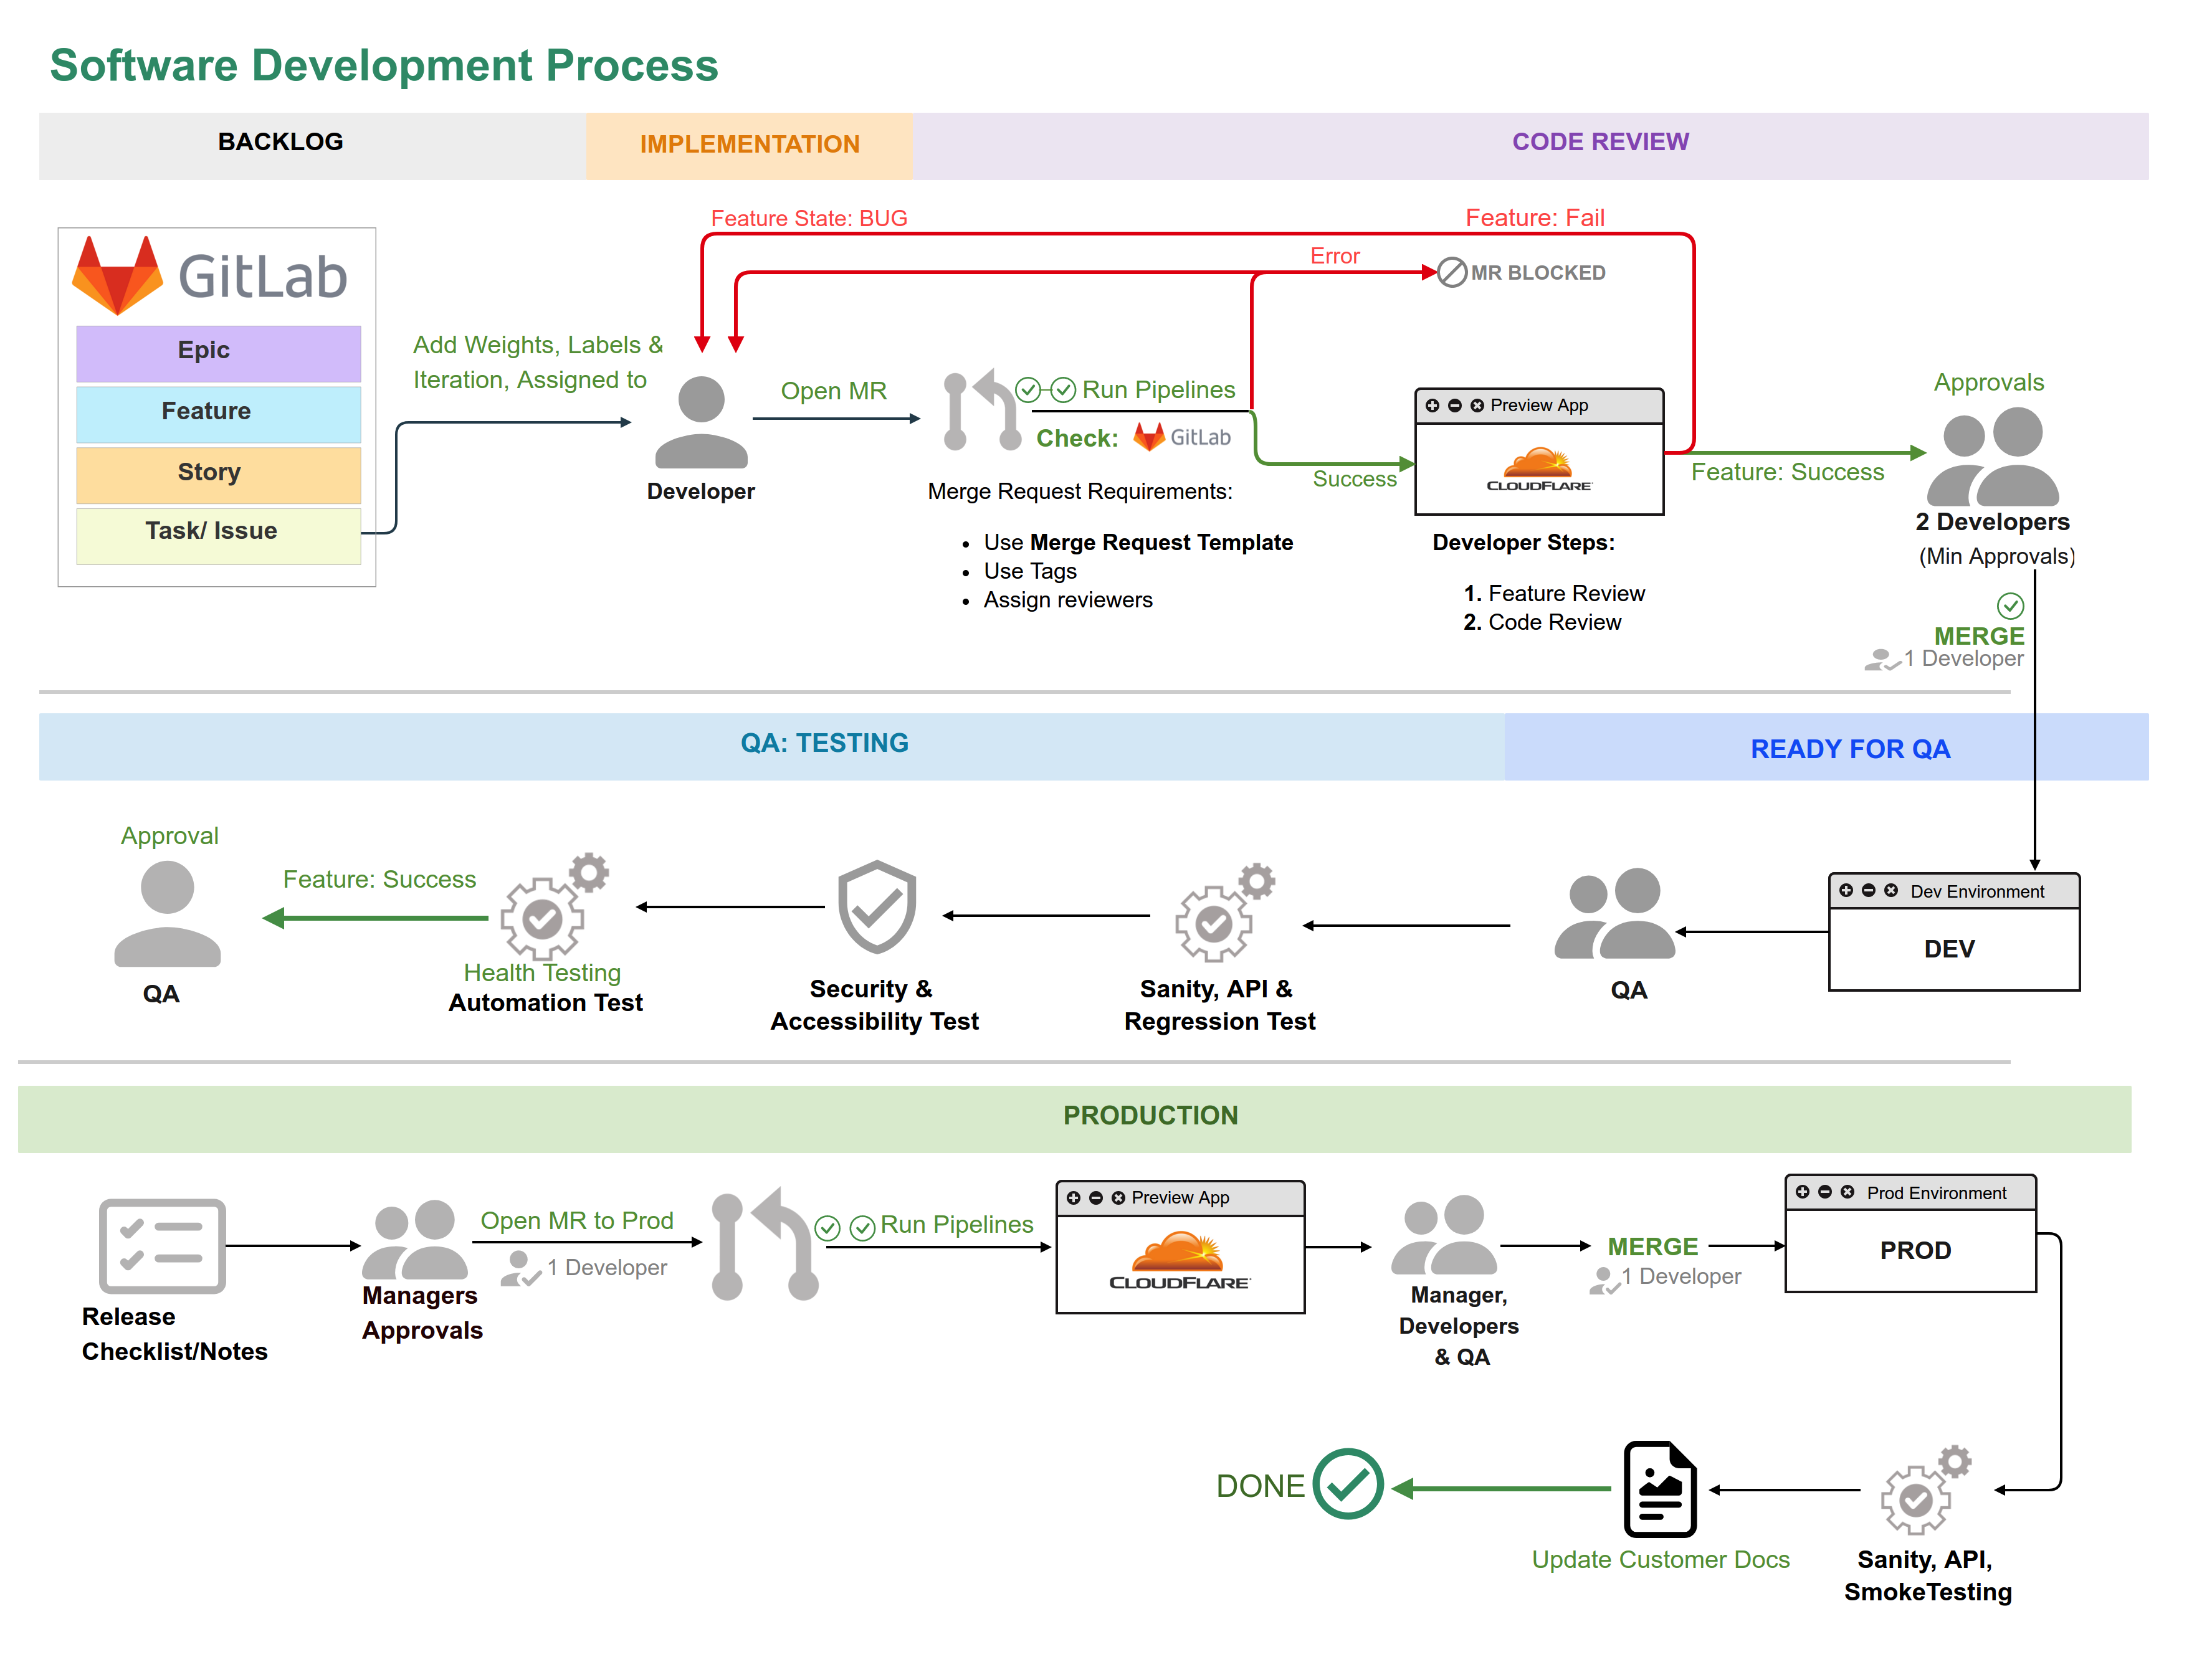 Software Development Process
BACKLOG
IMPLEMENTATION
CODE REVIEW
Feature State: BUG
Feature: Fail
Error
MR BLOCKED
GitLab
Epic
Feature
Story
Task/ Issue
Add Weights, Labels &
Iteration, Assigned to
Developer
Open MR
Run Pipelines
Check: GitLab
Merge Request Requirements:
• Use Merge Request Template
• Use Tags
• Assign reviewers
Success
Preview App
CLOUDFLARE
Developer Steps:
1. Feature Review
2. Code Review
Feature: Success
Approvals
2 Developers
(Min Approvals)
MERGE
1 Developer
QA: TESTING
READY FOR QA
Approval
QA
Feature: Success
Health Testing
Automation Test
Security &
Accessibility Test
Sanity, API &
Regression Test
QA
Dev Environment
DEV
PRODUCTION
Release
Checklist/Notes
Managers
Approvals
Open MR to Prod
1 Developer
Run Pipelines
Preview App
CLOUDFLARE
Manager,
Developers
& QA
MERGE
1 Developer
Prod Environment
PROD
DONE
Update Customer Docs
Sanity, API,
SmokeTesting